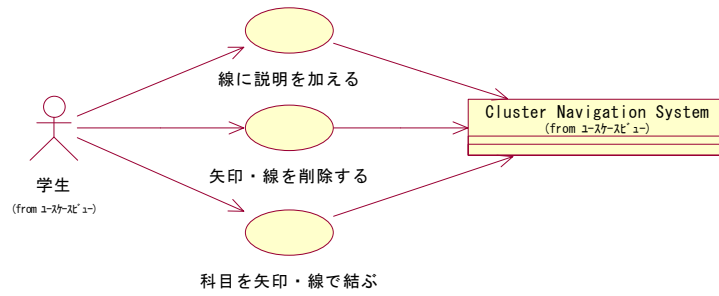 線に説明を加える
Cluster Navigation System
(from ユースケースビュー)
矢印・線を削除する
学生
(from ユースケースビュー)
科目を矢印・線で結ぶ